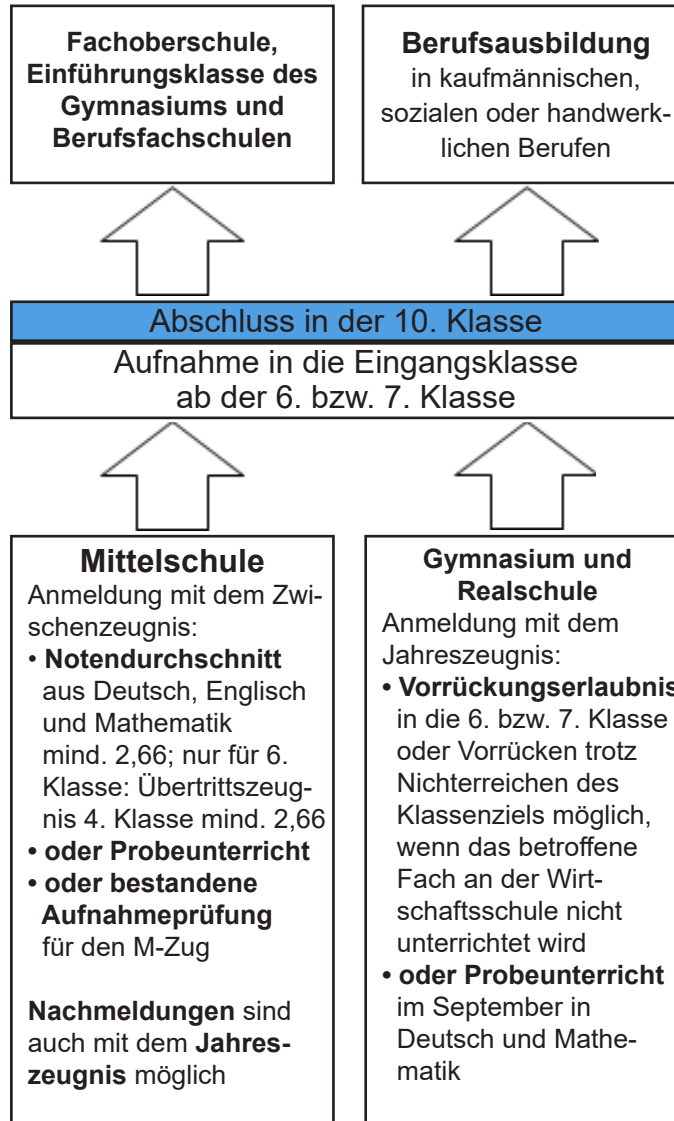 Fachoberschule,
Einführungsklasse des
Gymnasiums und
Berufsfachschulen
Berufsausbildung
in kaufmännischen,
sozialen oder handwerk-
lichen Berufen
Abschluss in der 10. Klasse
Aufnahme in die Eingangsklasse
ab der 6. bzw. 7. Klasse
Mittelschule
Anmeldung mit dem Zwi-
schenzeugnis:
• Notendurchschnitt
aus Deutsch, Englisch
und Mathematik
mind. 2,66; nur für 6.
Klasse: Übertrittszeug-
nis 4. Klasse mind. 2,66
• oder Probeunterricht
• oder bestandene
Aufnahmeprüfung
für den M-Zug
Nachmeldungen sind
auch mit dem Jahres-
zeugnis möglich
Gymnasium und
Realschule
Anmeldung mit dem
Jahreszeugnis:
• Vorrückungserlaubnis
in die 6. bzw. 7. Klasse
oder Vorrücken trotz
Nichterreichen des
Klassenziels möglich,
wenn das betroffene
Fach an der Wirt-
schaftsschule nicht
unterrichtet wird
• oder Probeunterricht
im September in
Deutsch und Mathe-
matik